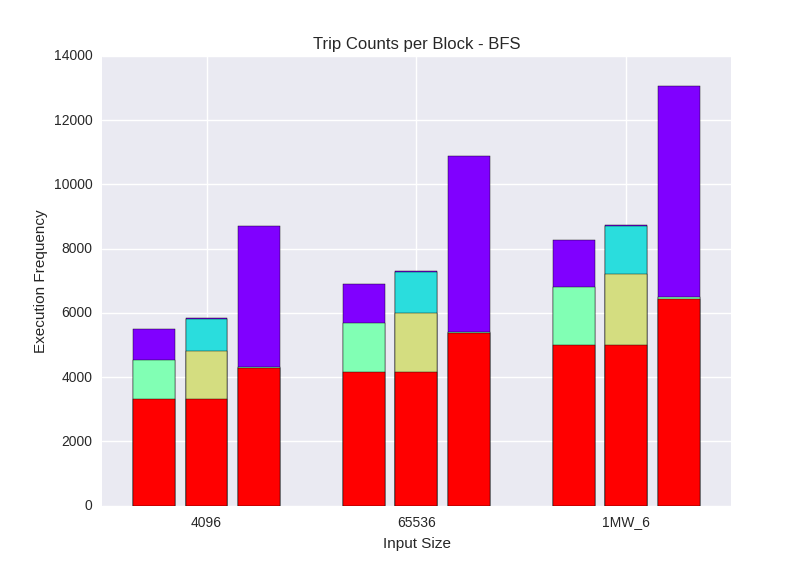 Trip Counts per Block - BFS
14000
12000
10000
8000
6000
4000
2000
0
Execution Frequency
4096 65536 1MW_6
Input Size